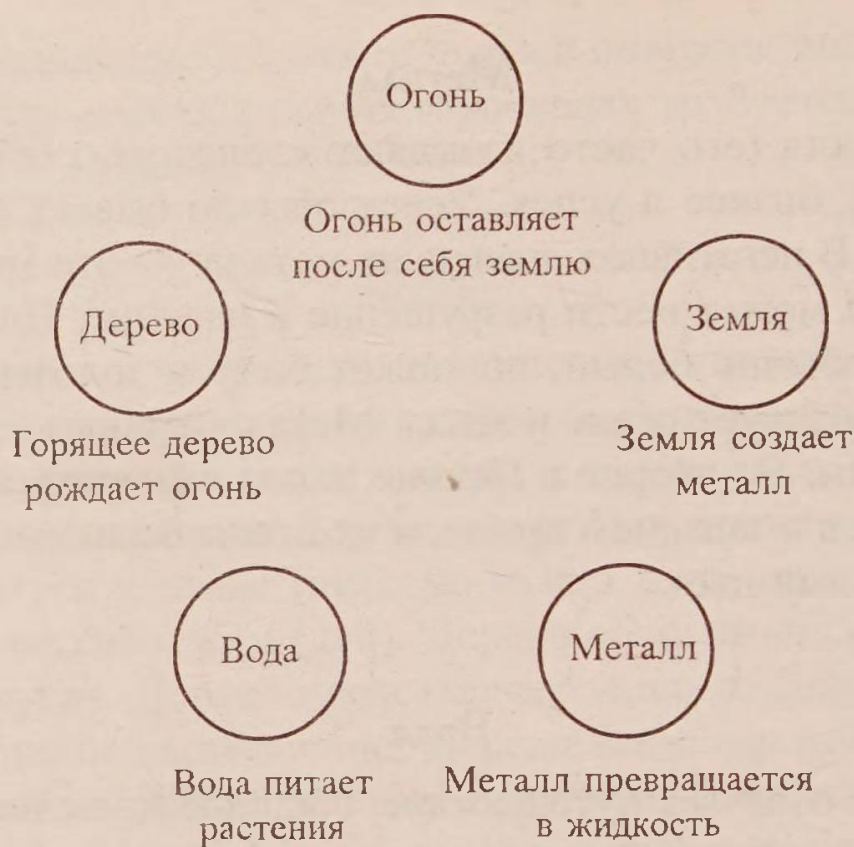 Огонь
Огонь оставляет
после себя землю
Дерево
Земля
Горящее дерево
рождает огонь
Земля создает
металл
Вода
Металл
Вода питает
растения
Металл превращается
в жидкость